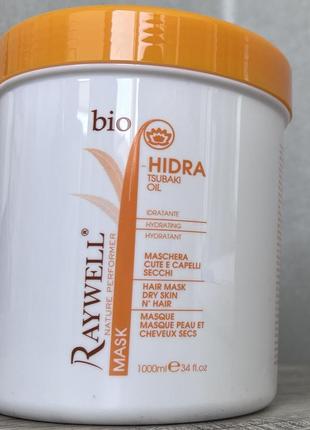 bio
HIDRA
TSUBAKI
OIL
IDRATANTE
HYDRATING
HYDRATANT
MASCHERA
CUTE E CAPELLI
SECCHI
HAIR MASK
DRY SKIN
N' HAIR
MASQUE
MASQUE PEAU ET
CHEVEUX SECS
1000ml e 34 fl.oz
RAYWELL®
NATURE PERFORMER
MASK